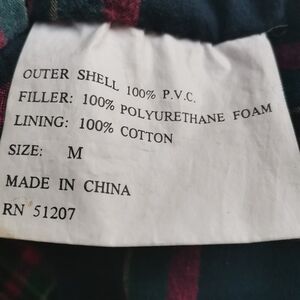 OUTER SHELL 100% P.V.C.
FILLER: 100% POLYURETHANE FOAM
LINING: 100% COTTON
SIZE: M
MADE IN CHINA
RN 51207